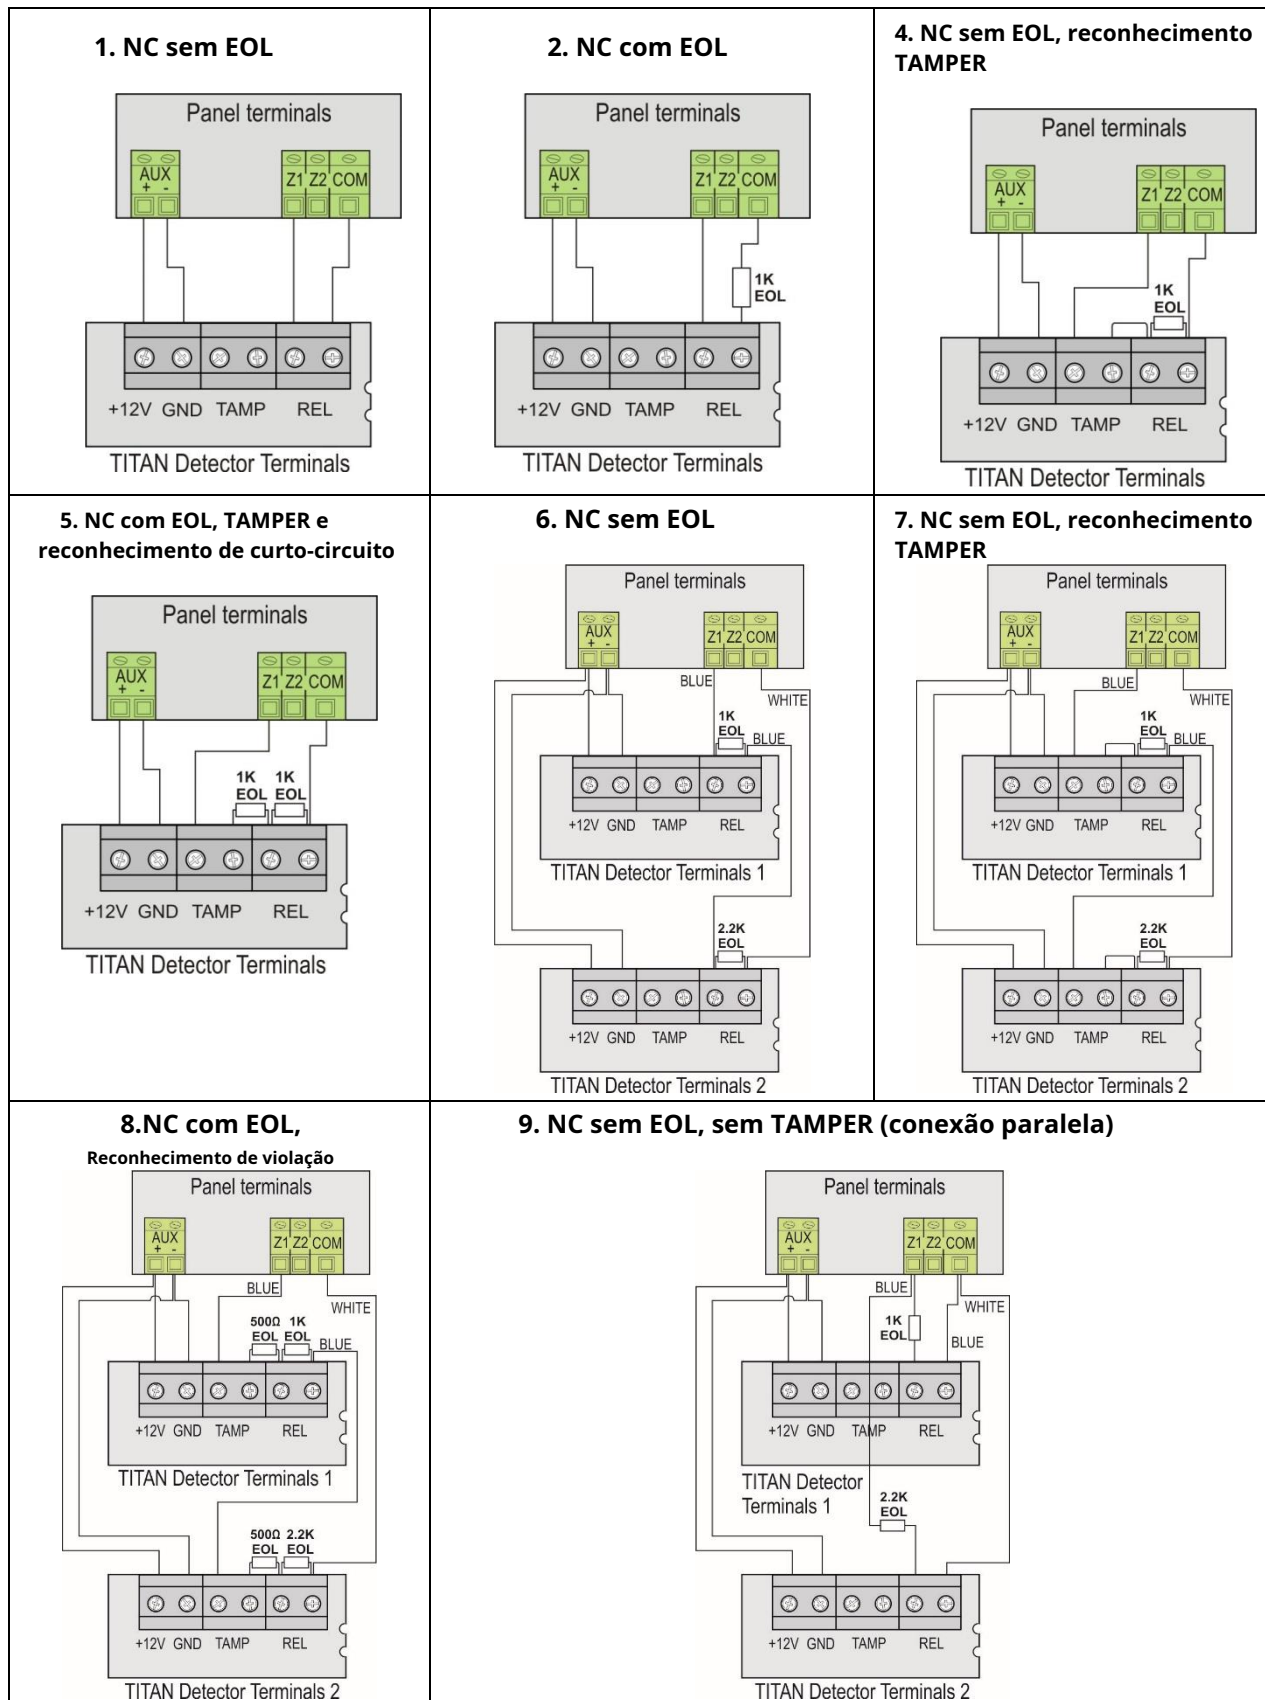 1. NC sem EOL
Panel terminals
AUX
+ -
Z1 Z2 COM
+12V GND TAMP REL
TITAN Detector Terminals
2. NC com EOL
Panel terminals
AUX
+ -
Z1 Z2 COM
1K
EOL
+12V GND TAMP REL
TITAN Detector Terminals
4. NC sem EOL, reconhecimento
TAMPER
Panel terminals
AUX
+ -
Z1 Z2 COM
1K
EOL
+12V GND TAMP REL
TITAN Detector Terminals
5. NC com EOL, TAMPER e
reconhecimento de curto-circuito
Panel terminals
AUX
+ -
Z1 Z2 COM
1K 1K
EOL EOL
+12V GND TAMP REL
TITAN Detector Terminals
6. NC sem EOL
Panel terminals
AUX
+ -
Z1 Z2 COM
BLUE
WHITE
1K
EOL
BLUE
+12V GND TAMP REL
TITAN Detector Terminals 1
2.2K
EOL
+12V GND TAMP REL
TITAN Detector Terminals 2
7. NC sem EOL, reconhecimento
TAMPER
Panel terminals
AUX
+ -
Z1 Z2 COM
BLUE
WHITE
1K
EOL
BLUE
+12V GND TAMP REL
TITAN Detector Terminals 1
2.2K
EOL
+12V GND TAMP REL
TITAN Detector Terminals 2
8.NC com EOL,
Reconhecimento de violação
Panel terminals
AUX
+ -
Z1 Z2 COM
BLUE
WHITE
500Ω 1K
EOL EOL
BLUE
+12V GND TAMP REL
TITAN Detector Terminals 1
500Ω 2.2K
EOL EOL
+12V GND TAMP REL
TITAN Detector Terminals 2
9. NC sem EOL, sem TAMPER (conexão paralela)
Panel terminals
AUX
+ -
Z1 Z2 COM
BLUE
WHITE
1K
EOL
BLUE
+12V GND TAMP REL
TITAN Detector
Terminals 1
2.2K
EOL
+12V GND TAMP REL
TITAN Detector Terminals 2